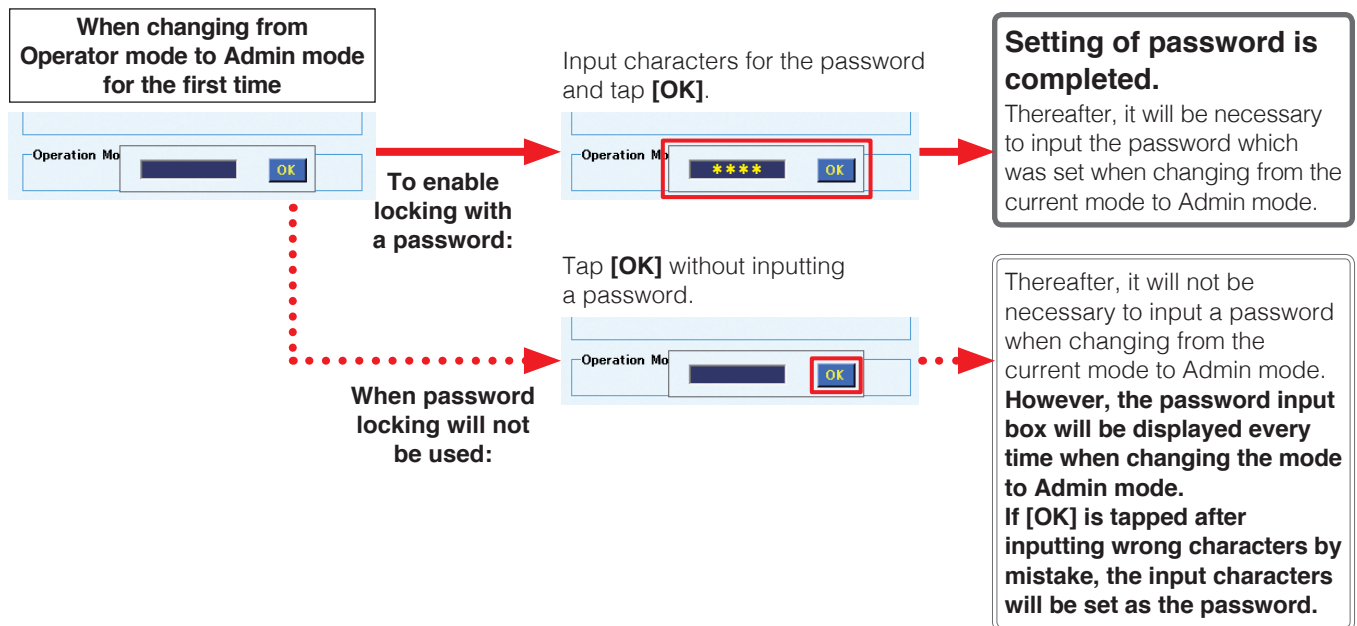 When changing from
Operator mode to Admin mode
for the first time
Operation Mo
OK
To enable
locking with
a password:
Input characters for the password
and tap [OK].
Operation Mo
****
OK
Setting of password is
completed.
Thereafter, it will be necessary
to input the password which
was set when changing from the
current mode to Admin mode.
When password
locking will not
be used:
Tap [OK] without inputting
a password.
Operation Mo
OK
Thereafter, it will not be
necessary to input a password
when changing from the
current mode to Admin mode.
However, the password input
box will be displayed every
time when changing the mode
to Admin mode.
If [OK] is tapped after
inputting wrong characters by
mistake, the input characters
will be set as the password.